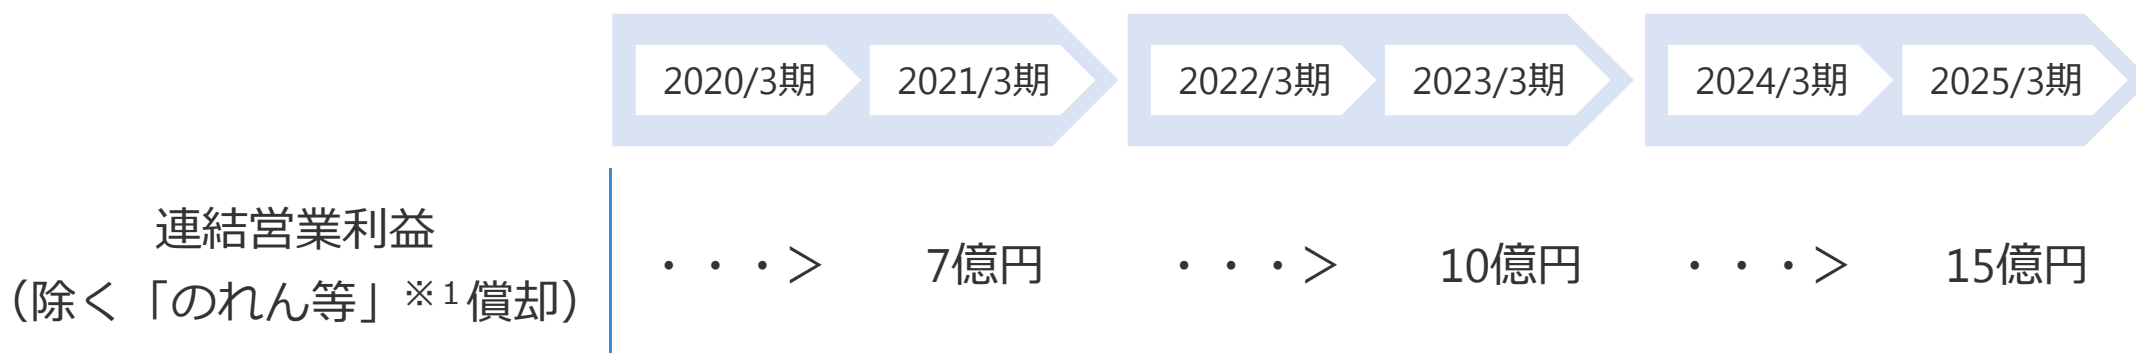 2020/3期 2021/3期 2022/3期 2023/3期 2024/3期 2025/3期
連結営業利益
(除く「のれん等」※1償却)
・・・＞ 7億円 ・・・＞ 10億円 ・・・＞ 15億円